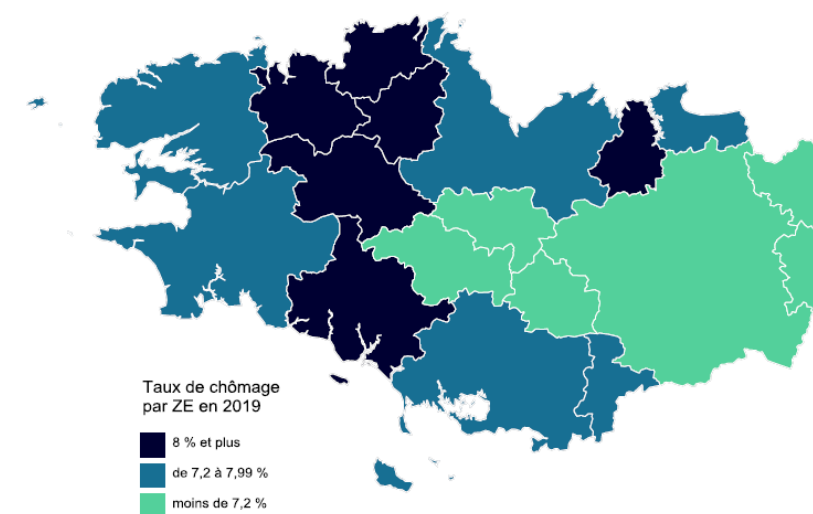 Taux de chômage
par ZE en 2019
8 % et plus
de 7,2 à 7,99 %
moins de 7,2 %